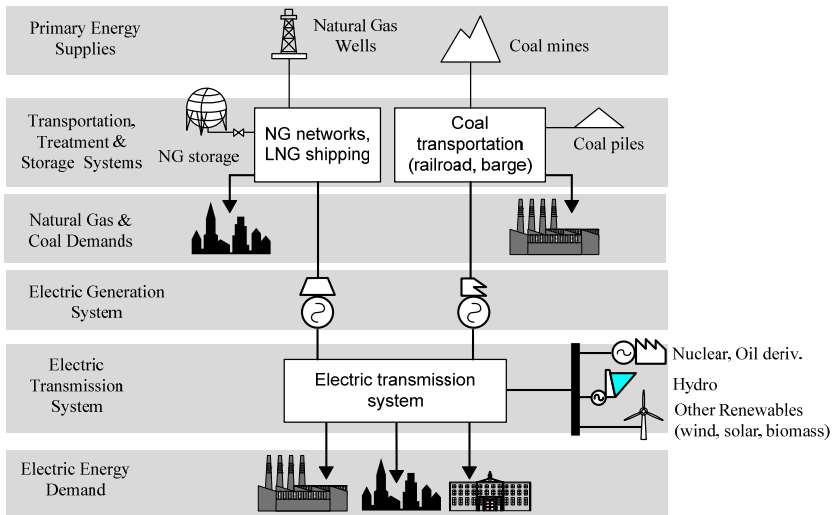 Primary Energy
Supplies
Natural Gas
Wells
Coal mines
Transportation,
Treatment &
Storage Systems
NG storage
NG networks,
LNG shipping
Coal
transportation
(railroad, barge)
Coal piles
Natural Gas &
Coal Demands
Electric Generation
System
Electric
Transmission
System
Electric transmission
system
Nuclear, Oil deriv.
Hydro
Other Renewables
(wind, solar, biomass)
Electric Energy
Demand